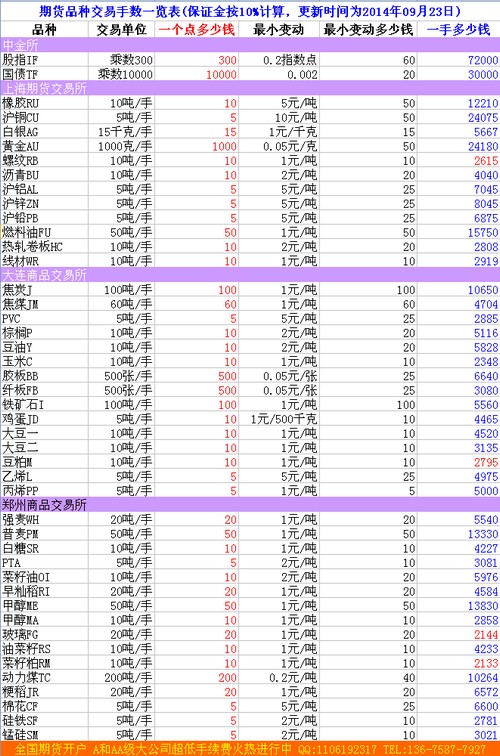 期货品种交易手数一览表(保证金按10%计算，更新时间为2014年09月23日)
品种 交易单位 一个点多少钱 最小变动 最小变动多少钱 一手多少钱
中金所
股指IF 乘数300 300 0.2指数点 60 72000
国债TF 乘数10000 10000 0.002 20 30000
上海期货交易所
橡胶RU 10吨/手 10 5元/吨 50 12210
沪铜CU 5吨/手 5 10元/吨 50 24075
白银AG 15千克/手 15 1元/千克 15 5667
黄金AU 1000克/手 1000 0.05元/克 50 24180
螺纹RB 10吨/手 10 1元/吨 10 2615
沥青BU 10吨/手 10 2元/吨 20 4040
沪铝AL 5吨/手 5 5元/吨 25 7045
沪锌ZN 5吨/手 5 5元/吨 25 8045
沪铅PB 5吨/手 5 5元/吨 25 6875
燃料油FU 50吨/手 50 1元/吨 50 15750
热轧卷板HC 10吨/手 10 2元/吨 20 2808
线材WR 10吨/手 10 1元/吨 10 2919
大连商品交易所
焦炭J 100吨/手 100 1元/吨 100 10650
焦煤JM 60吨/手 60 1元/吨 60 4704
PVC 5吨/手 5 5元/吨 25 2885
棕榈P 10吨/手 10 2元/吨 20 5116
豆油Y 10吨/手 10 2元/吨 20 5828
玉米C 10吨/手 10 1元/吨 10 2348
胶板BB 500张/手 500 0.05元/张 25 6640
纤板FB 500张/手 500 0.05元/张 25 3080
铁矿石I 100吨/手 100 1元/吨 100 5560
鸡蛋JD 5吨/手 10 1元/500千克 10 4465
大豆一 10吨/手 10 1元/吨 10 4520
大豆二 10吨/手 10 1元/吨 10 3135
豆粕M 10吨/手 10 1元/吨 10 2795
乙烯L 5吨/手 5 5元/吨 25 4975
丙烯PP 5吨/手 5 1元/吨 5 5000
郑州商品交易所
强麦WH 20吨/手 20 1元/吨 20 5540
普麦PM 50吨/手 50 1元/吨 50 13330
白糖SR 10吨/手 10 1元/吨 10 4227
PTA 5吨/手 5 2元/吨 10 3081
菜籽油OI 10吨/手 10 2元/吨 20 5976
早籼稻RI 20吨/手 20 1元/吨 20 4584
甲醇ME 50吨/手 50 1元/吨 50 13830
甲醇MA 10吨/手 10 1元/吨 10 2858
玻璃FG 20吨/手 20 1元/吨 20 2144
油菜籽RS 10吨/手 10 1元/吨 10 4233
菜籽粕RM 10吨/手 10 1元/吨 10 2133
动力煤TC 200吨/手 200 0.2元/吨 40 10264
粳稻JR 20吨/手 20 1元/吨 20 6572
棉花CF 5吨/手 5 5元/吨 25 6600
硅铁SF 5吨/手 5 2元/吨 10 2781
锰硅SM 5吨/手 5 2元/吨 10 3021
全国期货开户 A和AA级大公司超低手续费火热进行中 QQ:1106192317 TEL:136-7587-7927